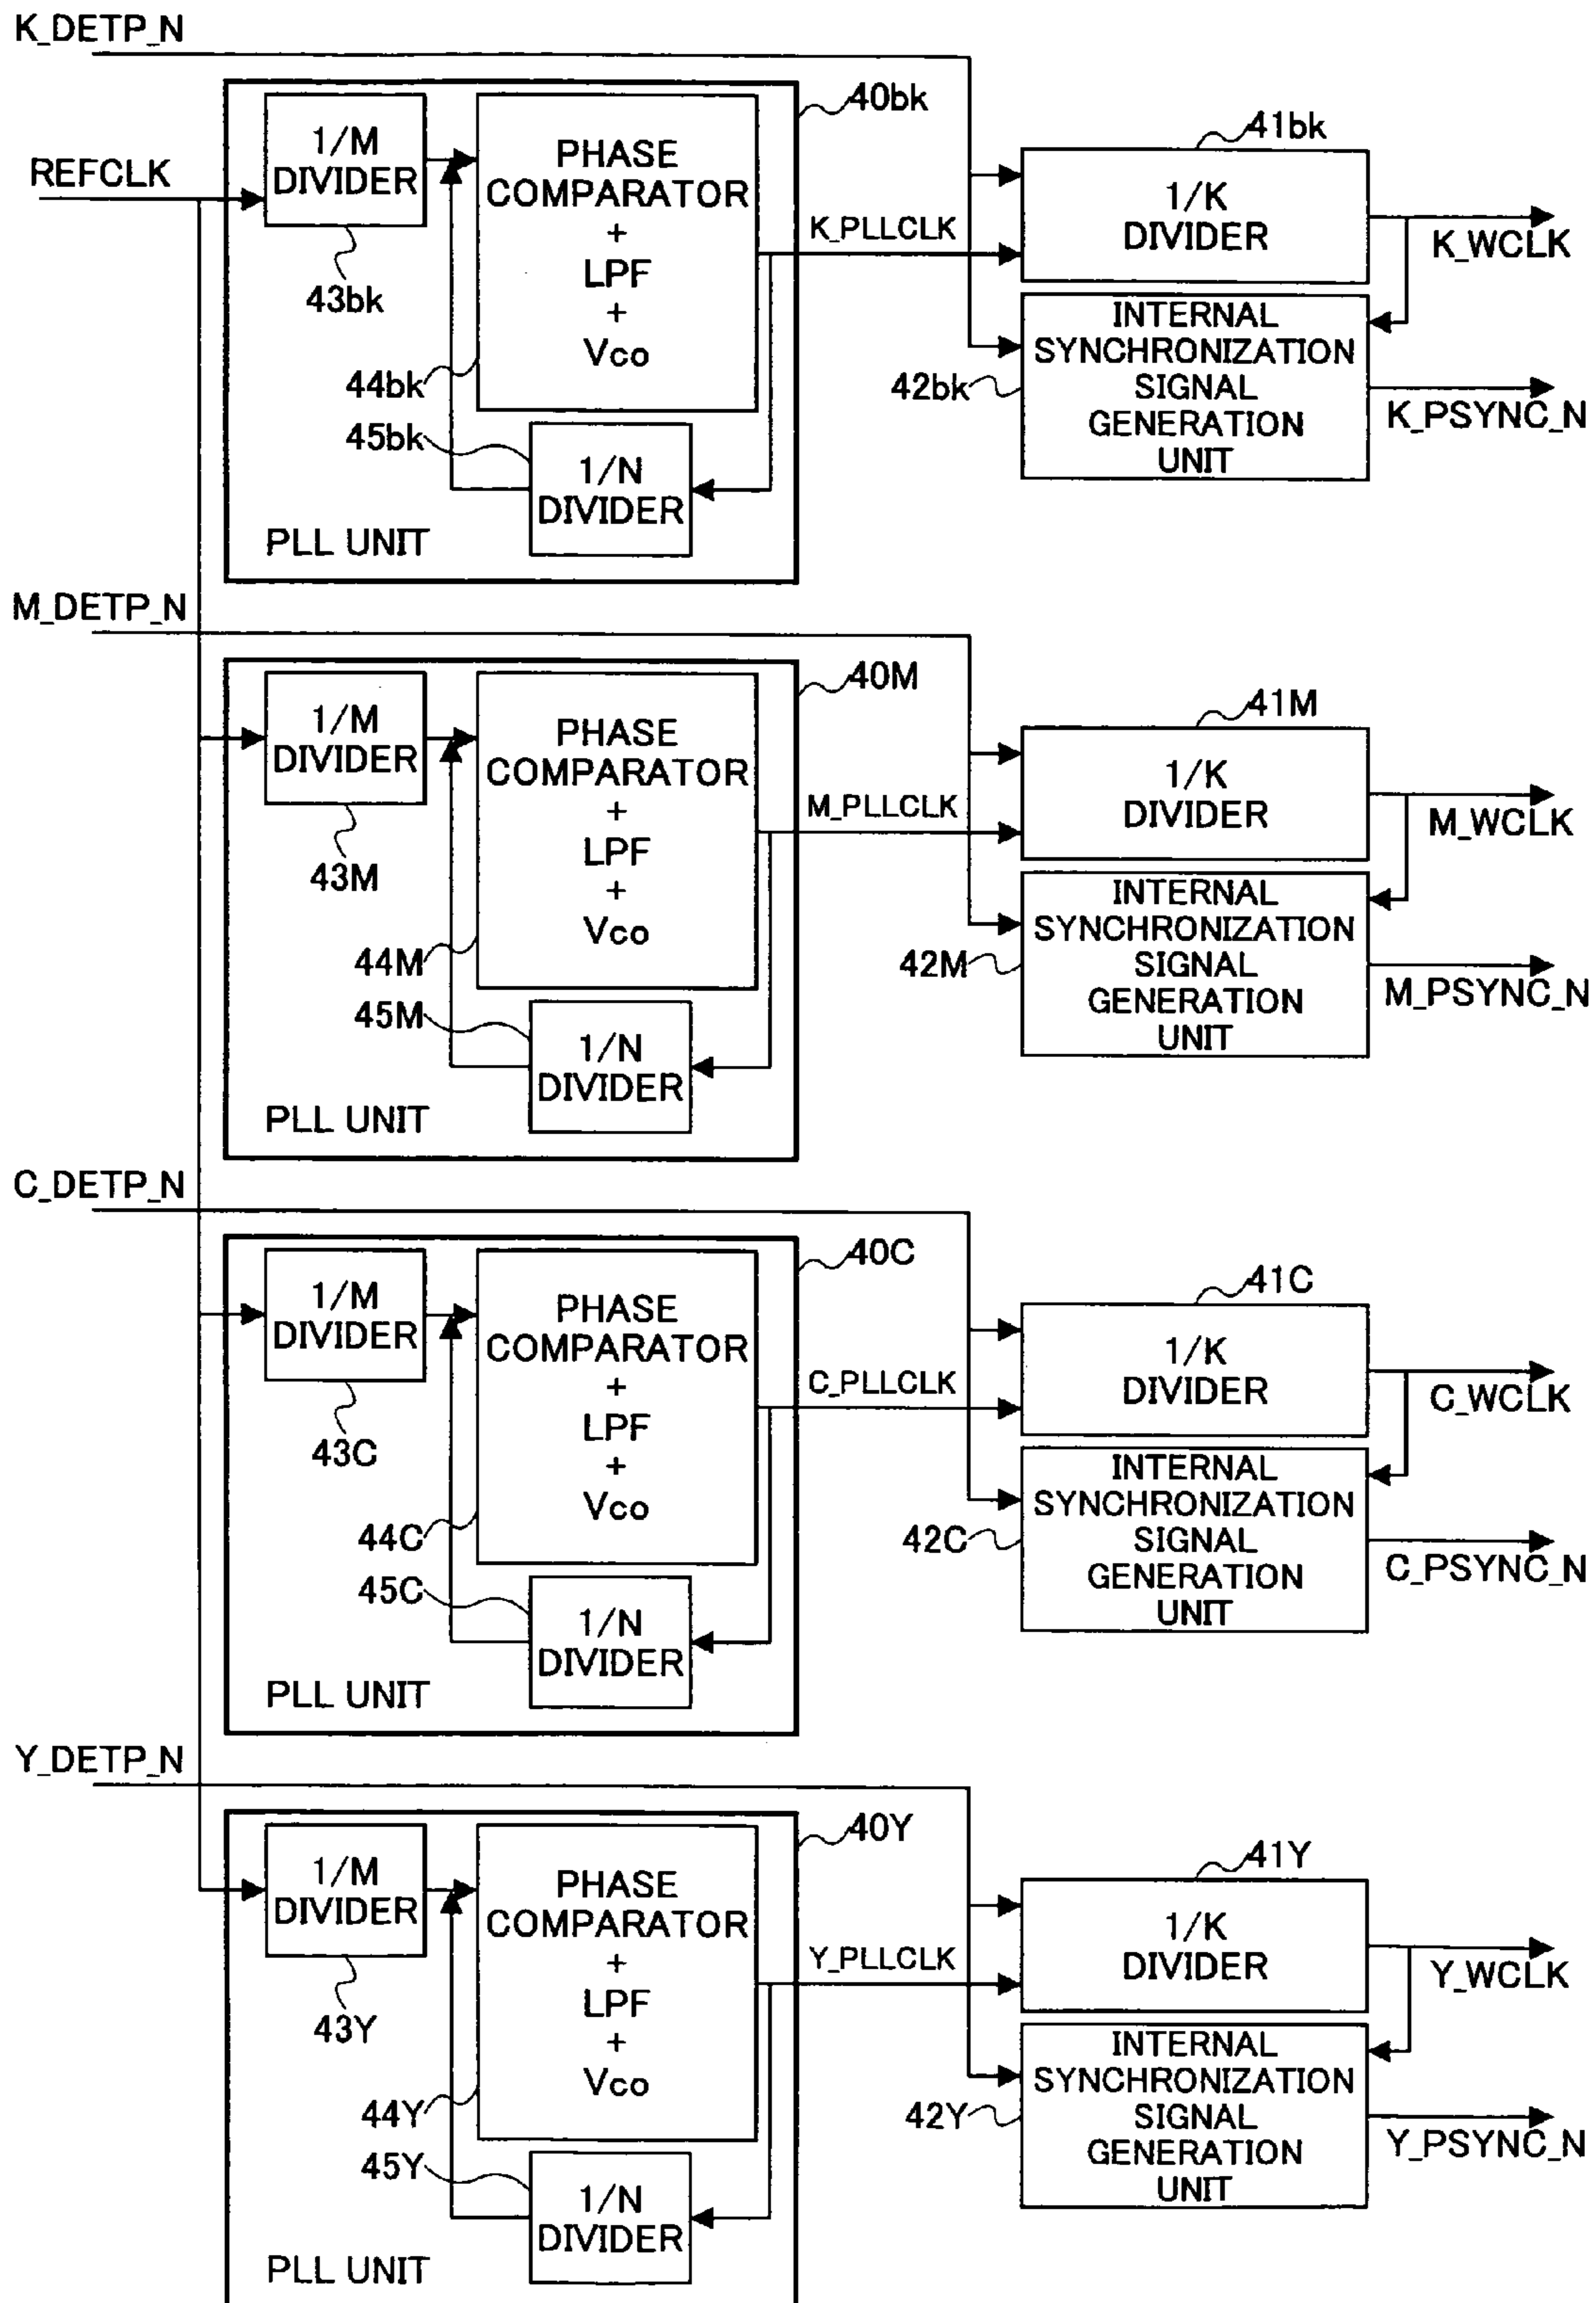 K_DETP_N
40bk
1/M
DIVIDER
REFCLK
43bk
PHASE
COMPARATOR
+
LPF
+
Vco
44bk
45bk
1/N
DIVIDER
PLL UNIT
K_PLLCLK
41bk
1/K
DIVIDER
K_WCLK
42bk
INTERNAL
SYNCHRONIZATION
SIGNAL
GENERATION
UNIT
K_PSYNC_N
M_DETP_N
40M
1/M
DIVIDER
43M
PHASE
COMPARATOR
+
LPF
+
Vco
44M
45M
1/N
DIVIDER
PLL UNIT
M_PLLCLK
41M
1/K
DIVIDER
M_WCLK
42M
INTERNAL
SYNCHRONIZATION
SIGNAL
GENERATION
UNIT
M_PSYNC_N
C_DETP_N
40C
1/M
DIVIDER
43C
PHASE
COMPARATOR
+
LPF
+
Vco
44C
45C
1/N
DIVIDER
PLL UNIT
C_PLLCLK
41C
1/K
DIVIDER
C_WCLK
42C
INTERNAL
SYNCHRONIZATION
SIGNAL
GENERATION
UNIT
C_PSYNC_N
Y_DETP_N
40Y
1/M
DIVIDER
43Y
PHASE
COMPARATOR
+
LPF
+
Vco
44Y
45Y
1/N
DIVIDER
PLL UNIT
Y_PLLCLK
41Y
1/K
DIVIDER
Y_WCLK
42Y
INTERNAL
SYNCHRONIZATION
SIGNAL
GENERATION
UNIT
Y_PSYNC_N